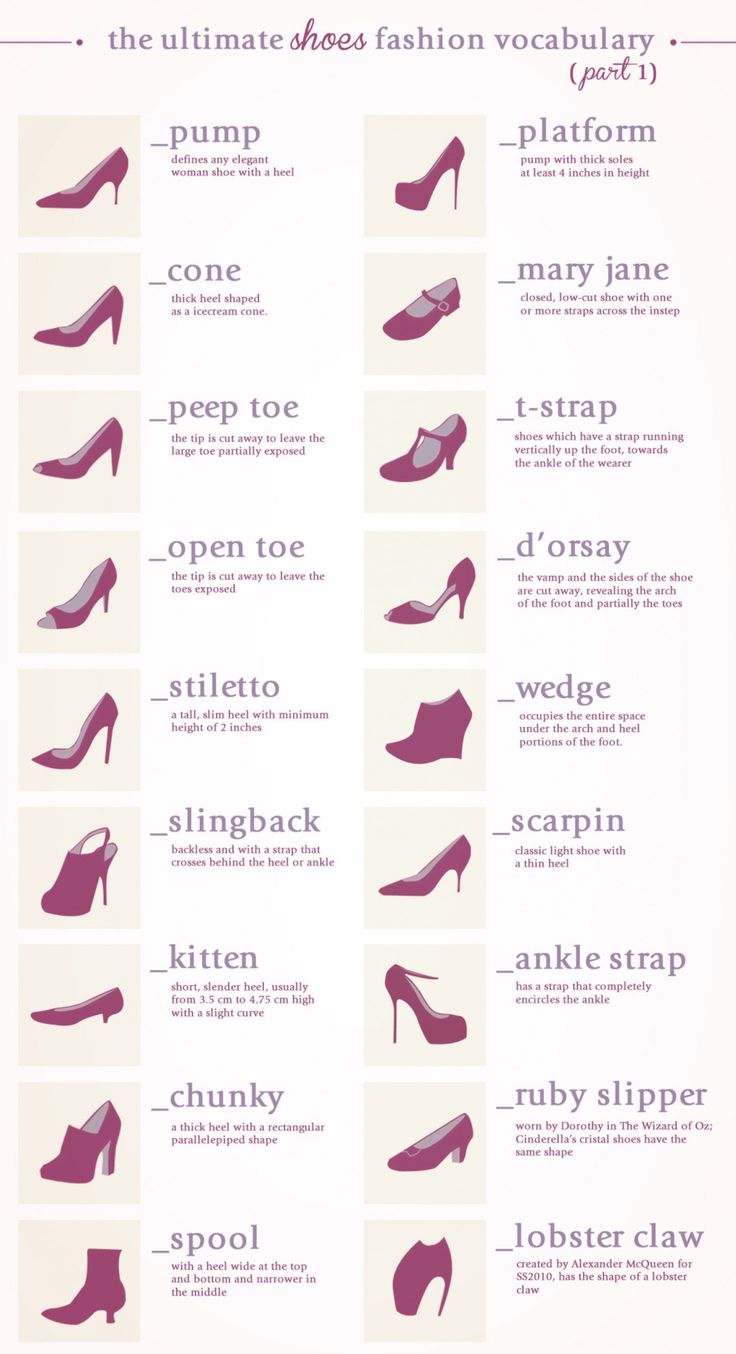 the ultimate shoes fashion vocabulary
(part 1)
_pump
defines any elegant
woman shoe with a heel
_platform
pump with thick soles
at least 4 inches in height
_cone
thick heel shaped
as a icecream cone.
_mary jane
closed, low-cut shoe with one
or more straps across the instep
_peep toe
the tip is cut away to leave the
large toe partially exposed
_t-strap
shoes which have a strap running
vertically up the foot, towards
the ankle of the wearer
_open toe
the tip is cut away to leave the
toes exposed
_d'orsay
the vamp and the sides of the shoe
are cut away, revealing the arch
of the foot and partially the toes
_stiletto
a tall, slim heel with minimum
height of 2 inches
_wedge
occupies the entire space
under the arch and heel
portions of the foot.
_slingback
backless and with a strap that
crosses behind the heel or ankle
_scarpin
classic light shoe with
a thin heel
_kitten
short, slender heel, usually
from 3.5 cm to 4.75 cm high
with a slight curve
_ankle strap
has a strap that completely
encircles the ankle
_chunky
a thick heel with a rectangular
parallelepiped shape
_ruby slipper
worn by Dorothy in The Wizard of Oz;
Cinderella's cristal shoes have the
same shape
_spool
with a heel wide at the top
and bottom and narrower in
the middle
_lobster claw
created by Alexander McQueen for
SS2010, has the shape of a lobster
claw